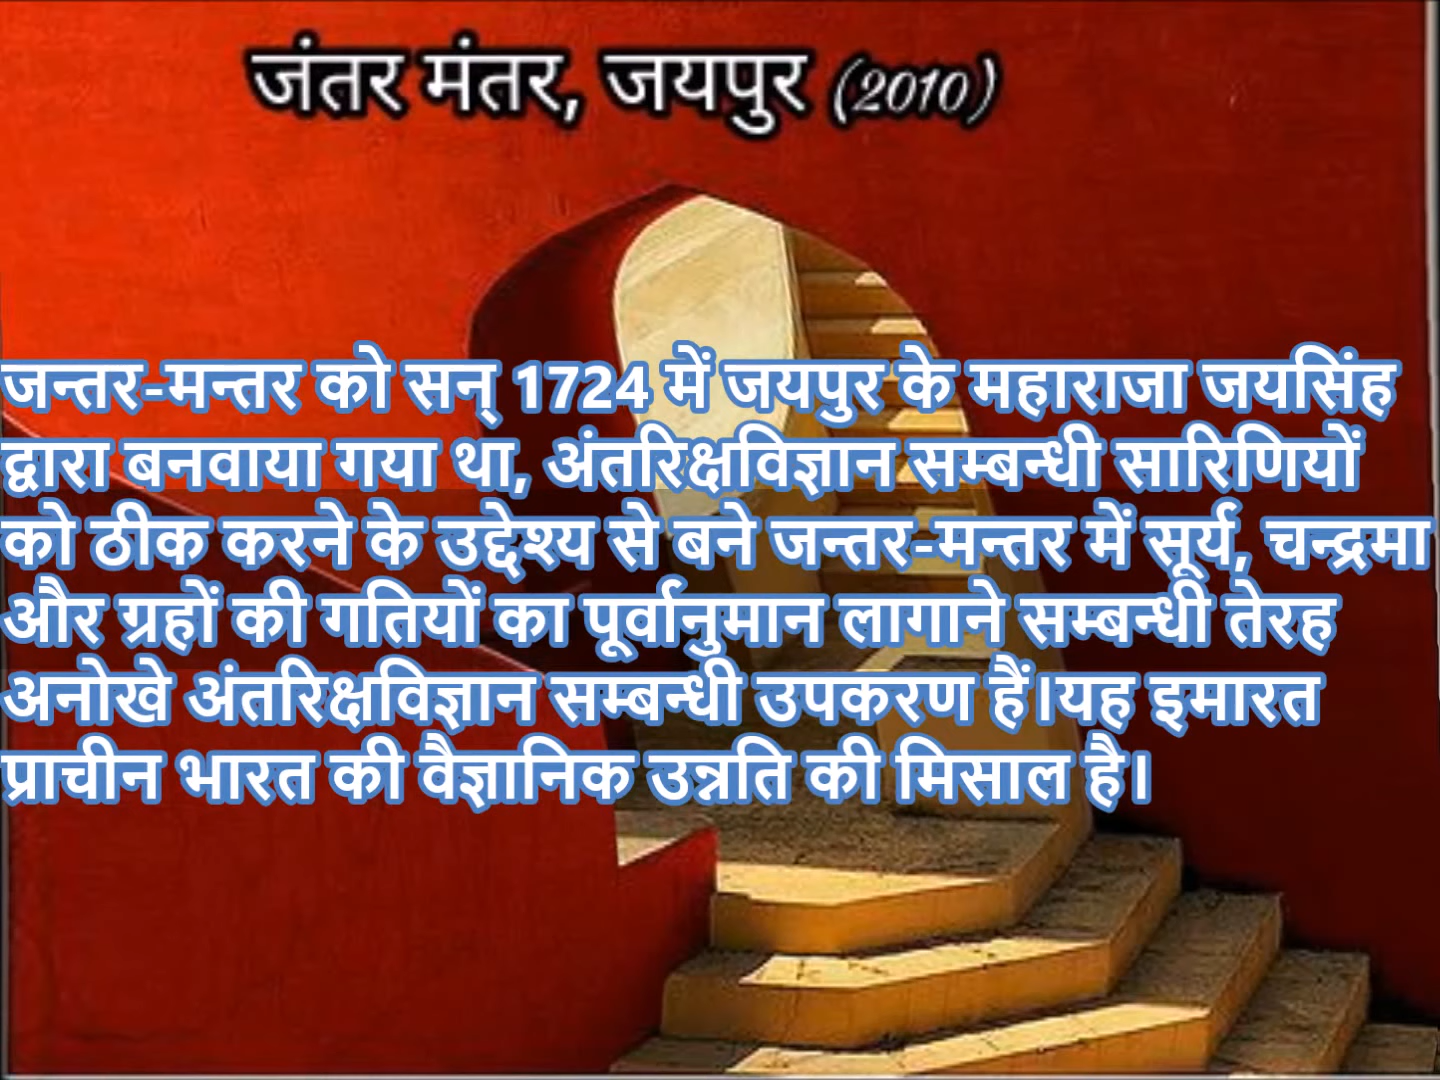 जंतर मंतर, जयपुर (2010)
जन्तर-मन्तर को सन् 1724 में जयपुर के महाराजा जयसिंह
द्वारा बनवाया गया था, अंतरिक्षविज्ञान सम्बन्धी सारिणियों
को ठीक करने के उद्देश्य से बने जन्तर-मन्तर में सूर्य, चन्द्रमा
और ग्रहों की गतियों का पूर्वानुमान लागाने सम्बन्धी तेरह
अनोखे अंतरिक्षविज्ञान सम्बन्धी उपकरण हैं।यह इमारत
प्राचीन भारत की वैज्ञानिक उन्नति की मिसाल है।